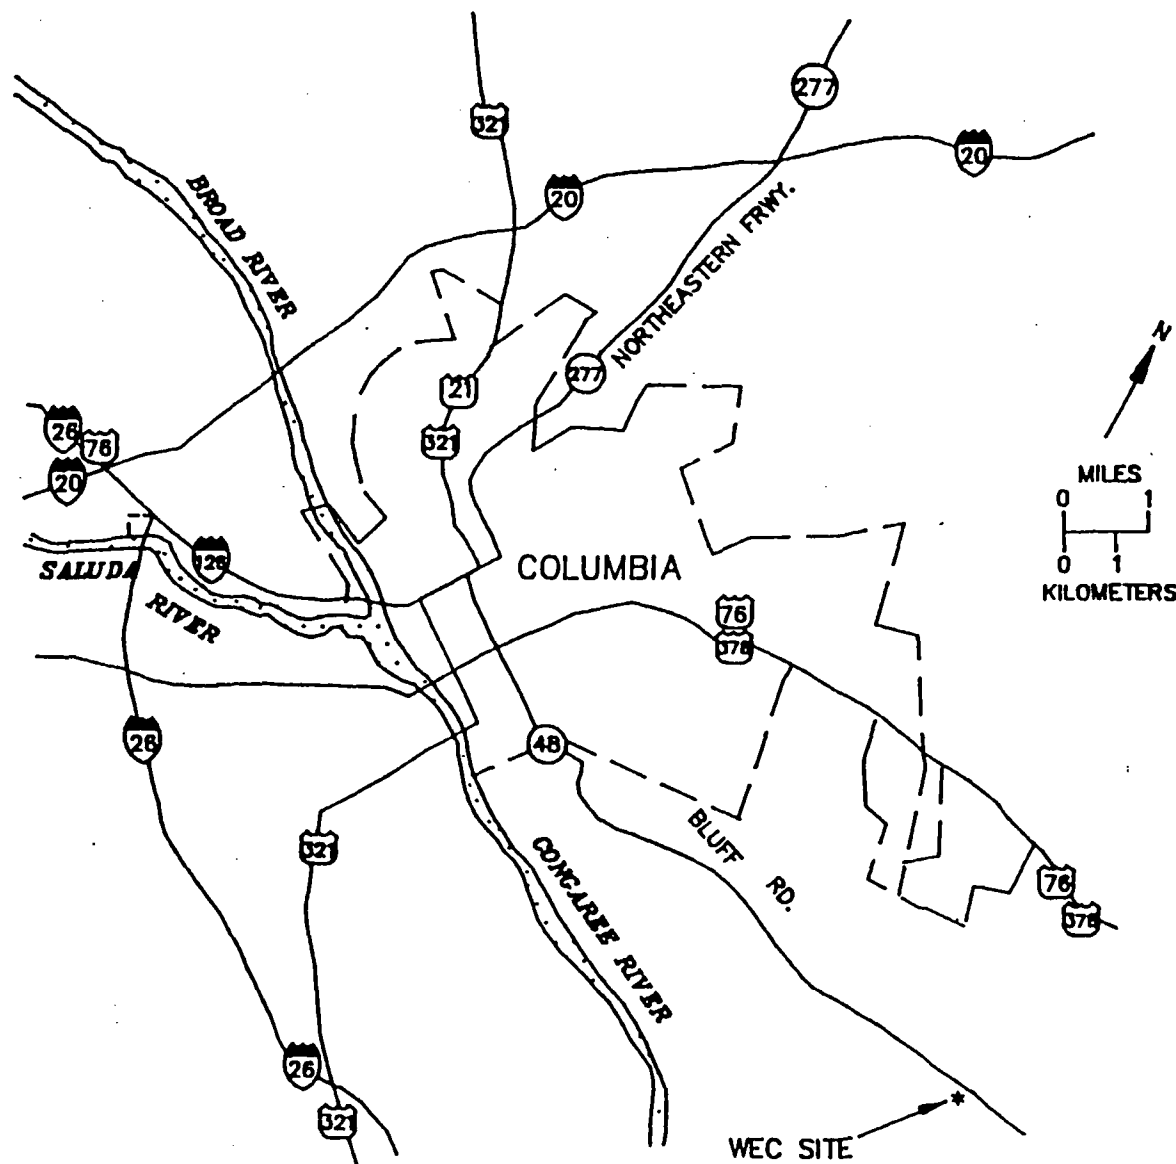 321
277
20
20
BROAD RIVER
NORTHEASTERN FRWY.
N
277
21
26
76
321
20
MILES
0 1
0 1
KILOMETERS
126
COLUMBIA
SALUDA
RIVER
76
378
26
48
BLUFF RD.
321
CONGAREE RIVER
76
378
26
321
WEC SITE